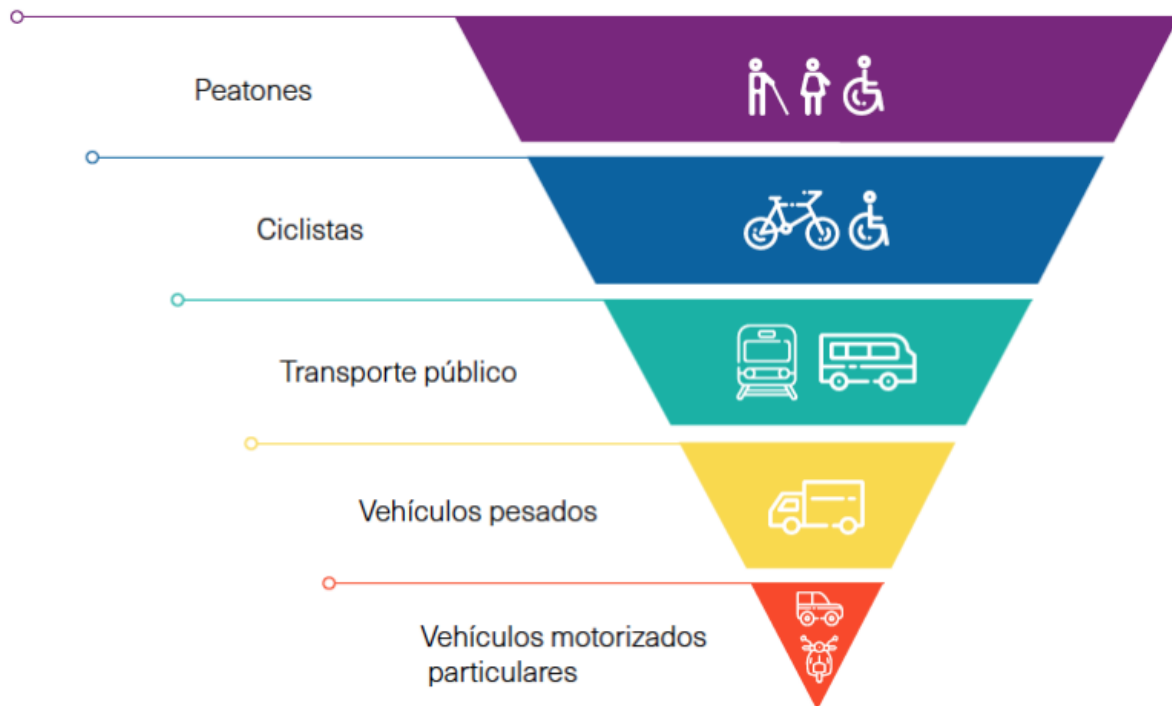 Peatones
Ciclistas
Transporte público
Vehículos pesados
Vehículos motorizados
particulares